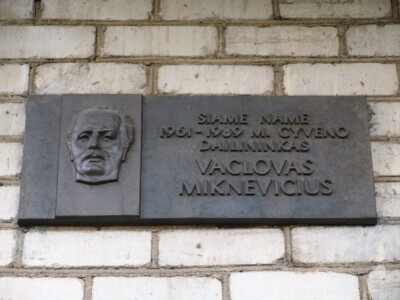 ŠIAME NAME
1961-1989 M. GYVENO
DAILININKAS
VACLOVAS
MIKNEVIČIUS